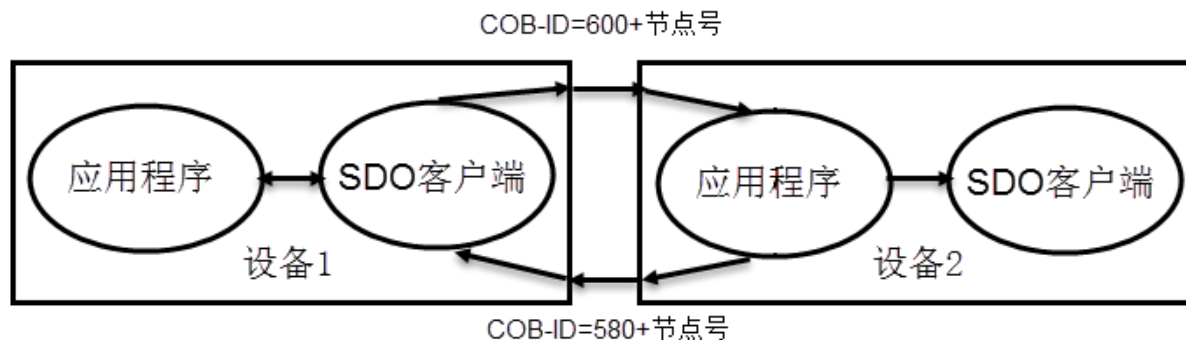 COB-ID=600+节点号
应用程序
SDO客户端
应用程序
SDO客户端
设备1
设备2
COB-ID=580+节点号